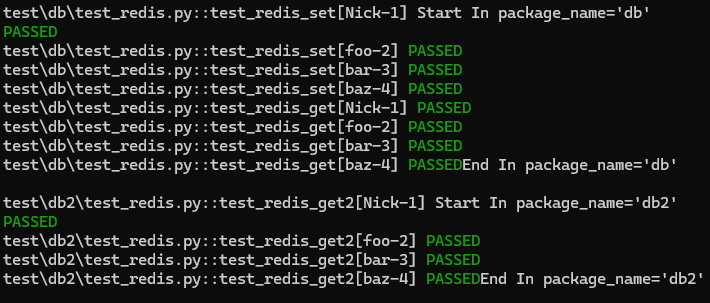 test\db\test_redis.py::test_redis_set[Nick-1] Start In package_name='db'
PASSED
test\db\test_redis.py::test_redis_set[foo-2] PASSED
test\db\test_redis.py::test_redis_set[bar-3] PASSED
test\db\test_redis.py::test_redis_set[baz-4] PASSED
test\db\test_redis.py::test_redis_get[Nick-1] PASSED
test\db\test_redis.py::test_redis_get[foo-2] PASSED
test\db\test_redis.py::test_redis_get[bar-3] PASSED
test\db\test_redis.py::test_redis_get[baz-4] PASSEDEnd In package_name='db'
test\db2\test_redis.py::test_redis_get2[Nick-1] Start In package_name='db2'
PASSED
test\db2\test_redis.py::test_redis_get2[foo-2] PASSED
test\db2\test_redis.py::test_redis_get2[bar-3] PASSED
test\db2\test_redis.py::test_redis_get2[baz-4] PASSEDEnd In package_name='db2'